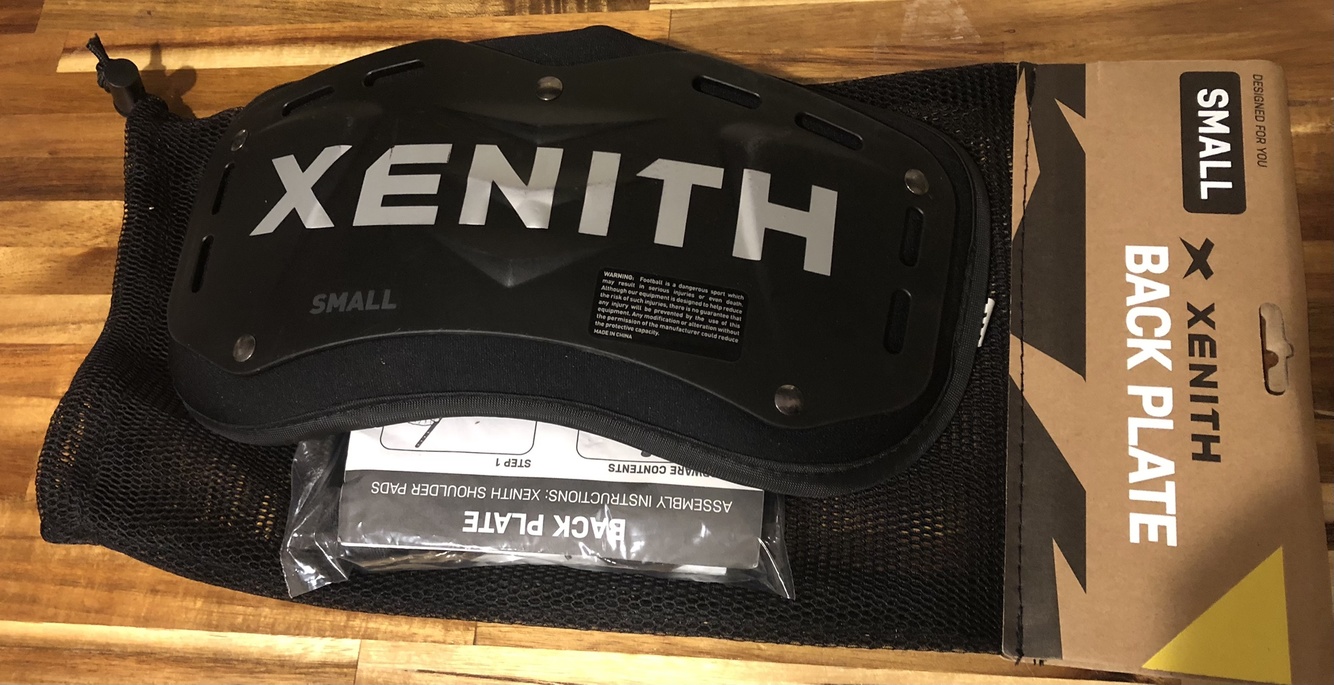 XENITH
SMALL
WARNING: Football is a dangerous sport which
may result in serious injuries or even death
Although our equipment is designed to help reduce
the risk of such injuries, there is no guarantee that
any injury will be prevented by the use of this
equipment. Any modification or alteration without
the permission of the manufacturer could reduce
the protective capacity.
MADE IN CHINA
DESIGNED FOR YOU
SMALL
XENITH
BACK PLATE
BACK PLATE
ASSEMBLY INSTRUCTIONS: XENITH SHOULDER PADS
CONTENTS
STEP 1